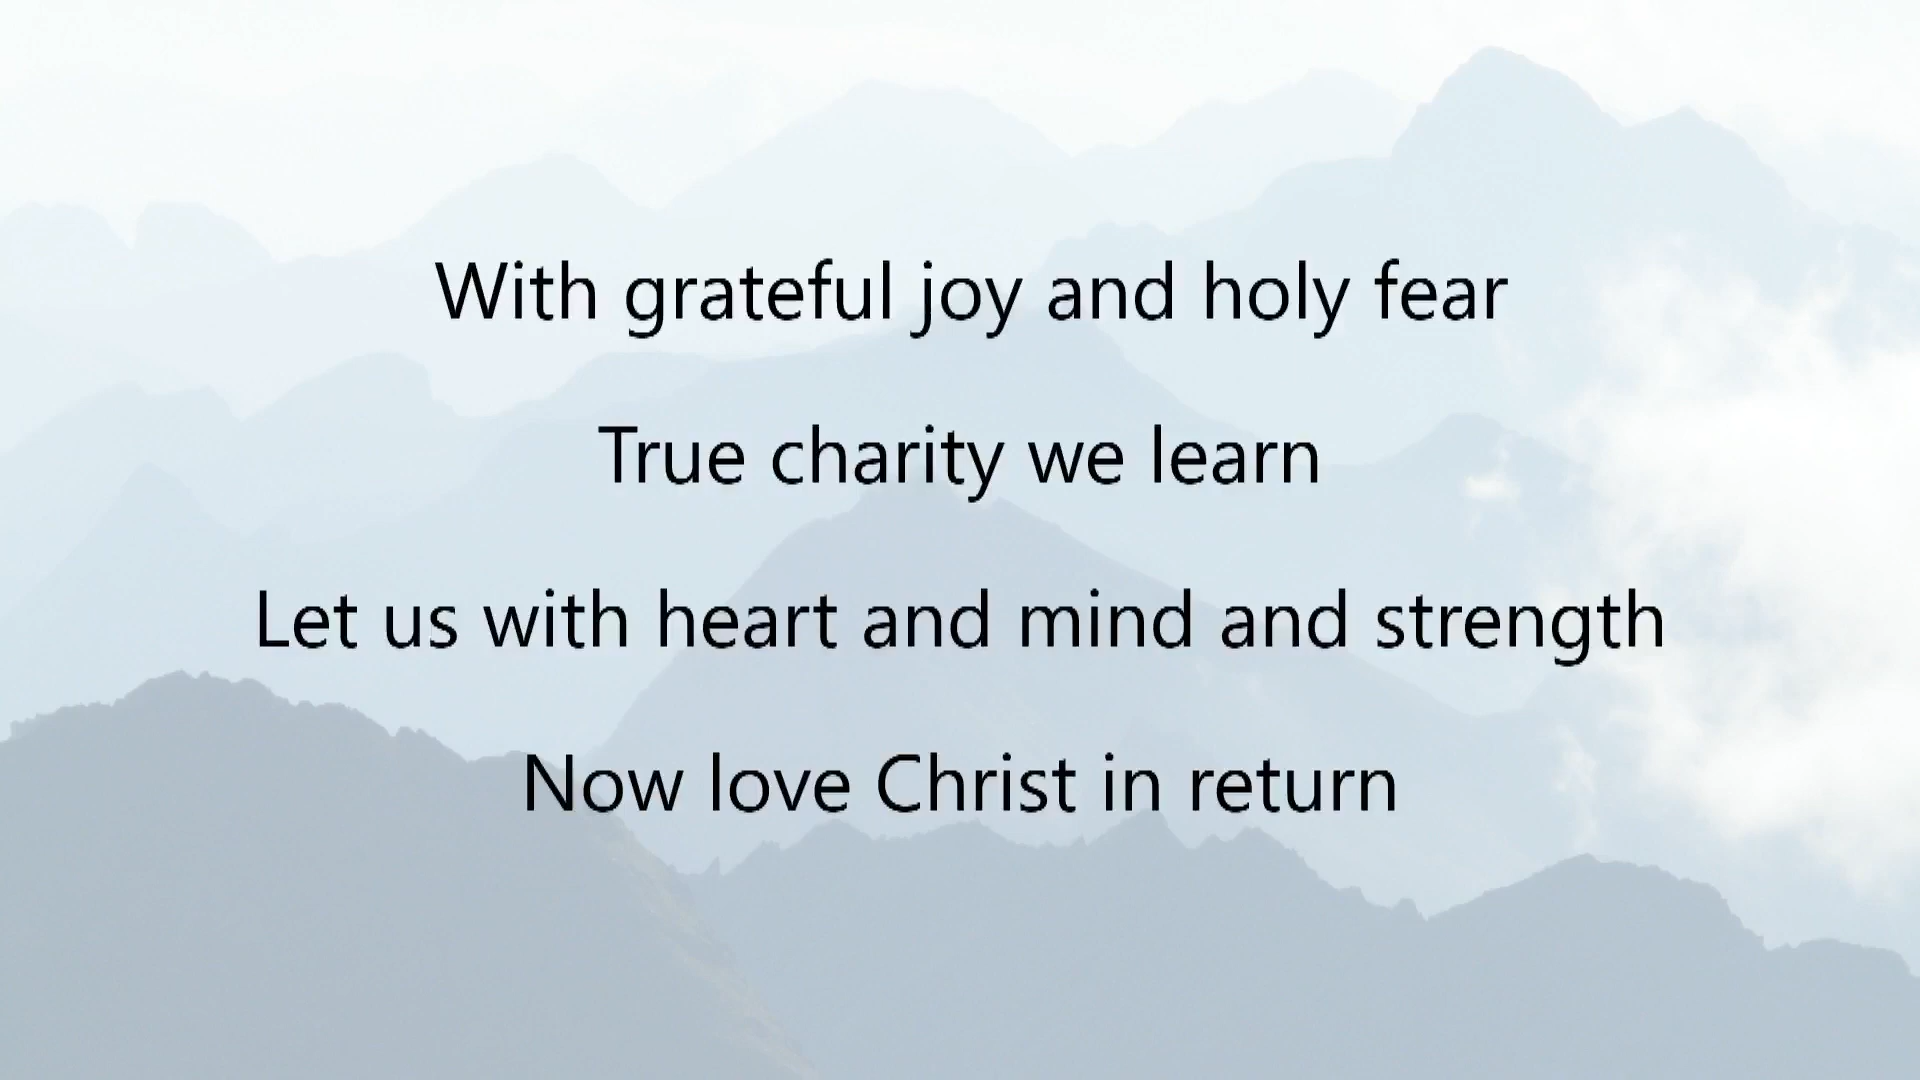 With grateful joy and holy fear
True charity we learn
Let us with heart and mind and strength
Now love Christ in return